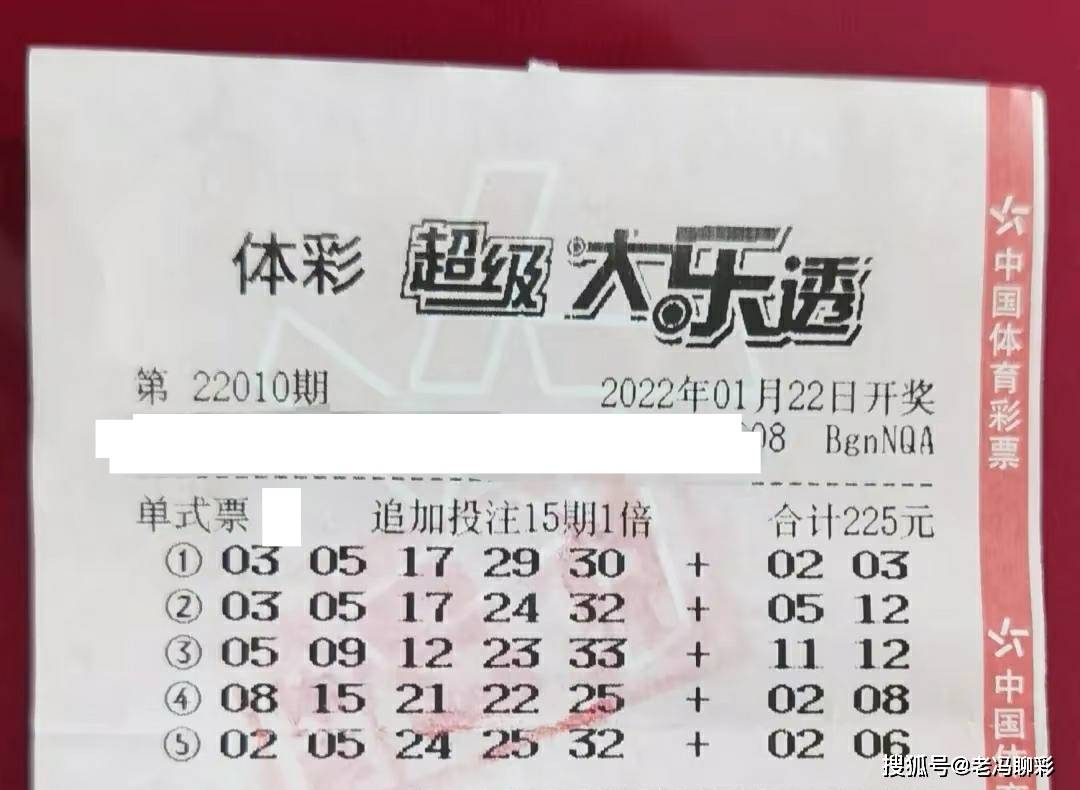 体彩 超级大乐透
第 22010期 2022年01月22日开奖
08 BgnNQA
单式票 追加投注15期1倍 合计225元
① 03 05 17 29 30 + 02 03
② 03 05 17 24 32 + 05 12
③ 05 09 12 23 33 + 11 12
④ 08 15 21 22 25 + 02 08
⑤ 02 05 24 25 32 + 02 06
中国体育彩票
中国体
搜狐号@老冯聊彩